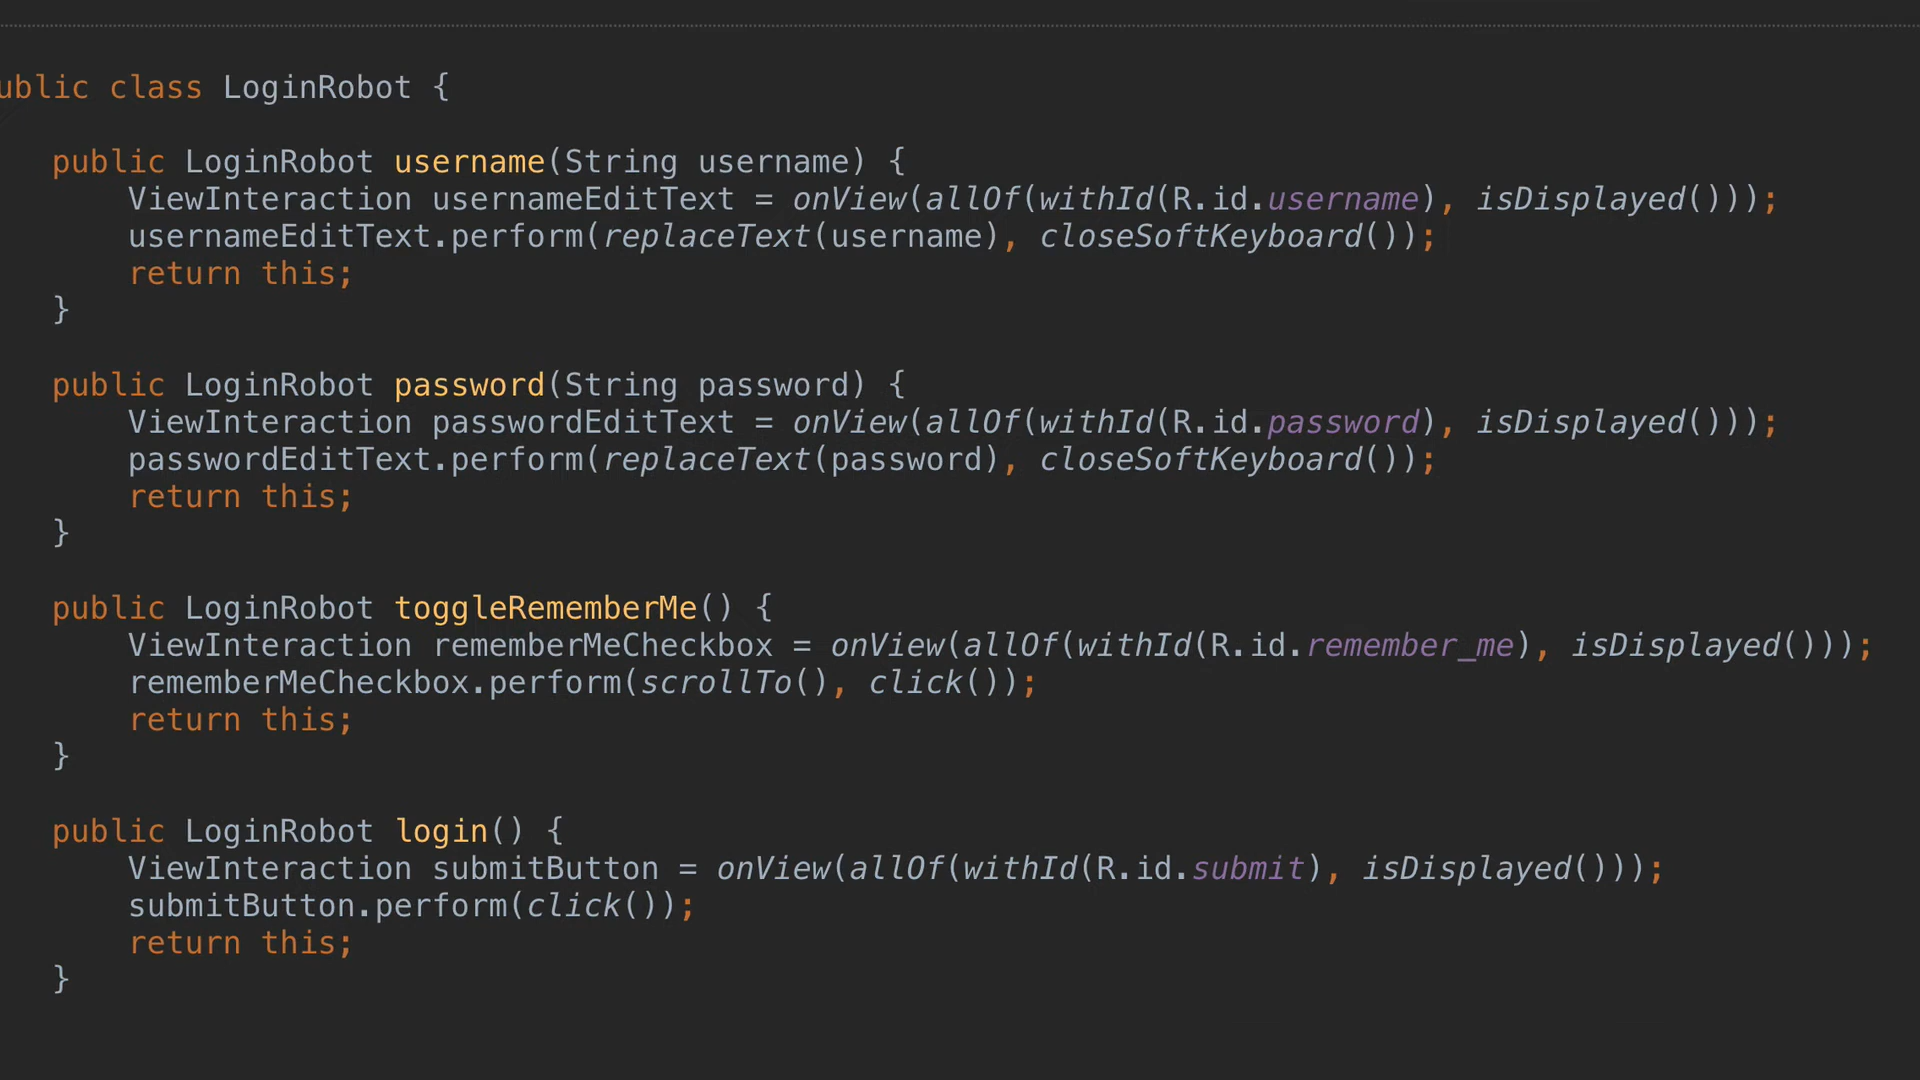 ublic class LoginRobot {
public LoginRobot username(String username) {
ViewInteraction usernameEditText = onView(allOf(withId(R.id.username), isDisplayed()));
usernameEditText.perform(replaceText(username), closeSoftKeyboard());
return this;
}
public LoginRobot password(String password) {
ViewInteraction passwordEditText = onView(allOf(withId(R.id.password), isDisplayed()));
passwordEditText.perform(replaceText(password), closeSoftKeyboard());
return this;
}
public LoginRobot toggleRememberMe() {
ViewInteraction rememberMeCheckbox = onView(allOf(withId(R.id.remember_me), isDisplayed()));
rememberMeCheckbox.perform(scrollTo(), click());
return this;
}
public LoginRobot login() {
ViewInteraction submitButton = onView(allOf(withId(R.id.submit), isDisplayed()));
submitButton.perform(click());
return this;
}